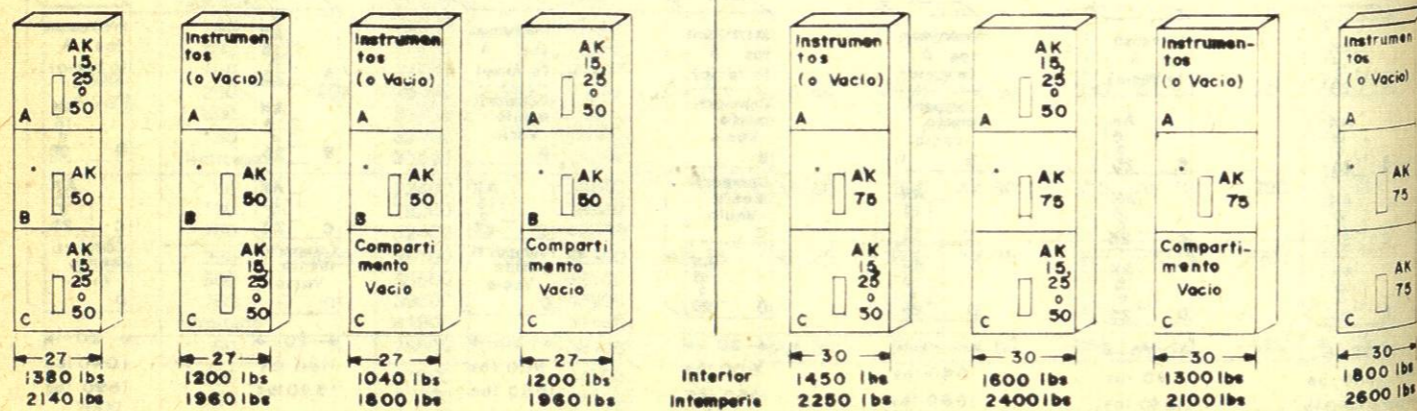 AK
15,
25
o
50
A
AK
50
B
AK
15,
25
o
50
C
27
1380 lbs
2140 lbs
Instrumen
tos
(o Vacio)
A
AK
50
B
AK
15,
25
o
50
C
27
1200 lbs
1960 lbs
Instrumen
tos
(o Vacio)
A
AK
50
B
Comparti
mento
Vacio
C
27
1040 lbs
1800 lbs
AK
15,
25
o
50
A
AK
50
B
Comparti
mento
Vacio
C
27
1200 lbs
1960 lbs
Interior
Intemperie
Instrumen
tos
(o Vacio)
A
AK
75
B
AK
15,
25
o
50
C
30
1450 lbs
2250 lbs
AK
15,
25
o
50
A
AK
75
B
AK
15,
25
o
50
C
30
1600 lbs
2400 lbs
Instrumen-
tos
(o Vacio)
A
AK
75
B
Comparti-
mento
Vacio
C
30
1300 lbs
2100 lbs
Instrumen
tos
(o Vacio)
A
AK
75
B
AK
75
C
30
1800 lbs
2600 lbs